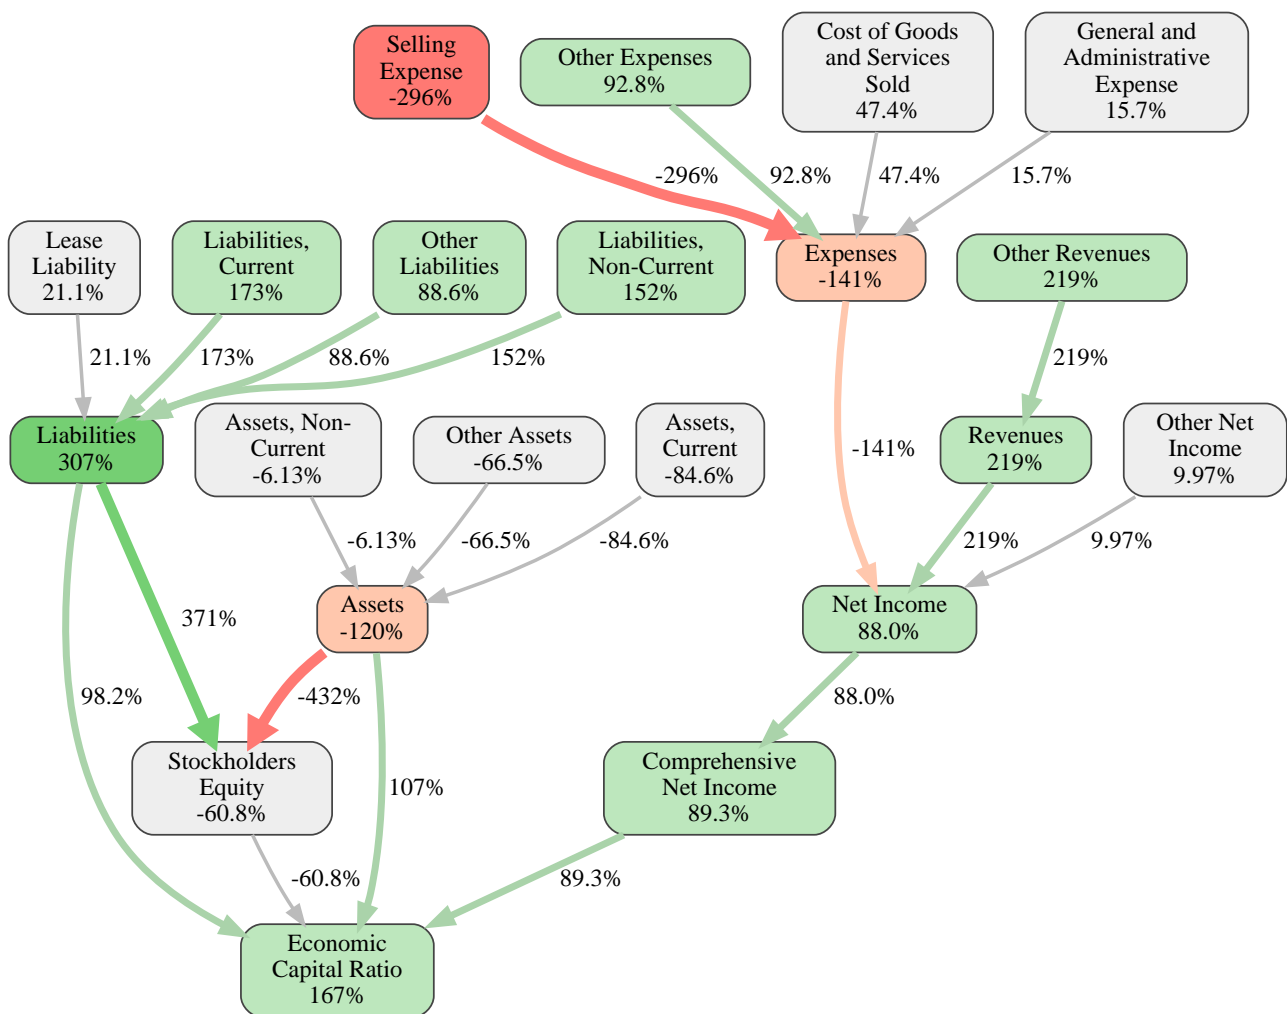 Selling
Expense
-296%
Other Expenses
92.8%
Cost of Goods
and Services
Sold
47.4%
General and
Administrative
Expense
15.7%
-296%
92.8%
47.4%
15.7%
Lease
Liability
21.1%
Liabilities,
Current
173%
Other
Liabilities
88.6%
Liabilities,
Non-Current
152%
Expenses
-141%
Other Revenues
219%
21.1%
173%
88.6%
152%
219%
Liabilities
307%
Assets, Non-
Current
-6.13%
Other Assets
-66.5%
Assets,
Current
-84.6%
-141%
Revenues
219%
Other Net
Income
9.97%
-6.13%
-66.5%
-84.6%
219%
9.97%
371%
Assets
-120%
Net Income
88.0%
98.2%
-432%
88.0%
Stockholders
Equity
-60.8%
107%
Comprehensive
Net Income
89.3%
-60.8%
89.3%
Economic
Capital Ratio
167%